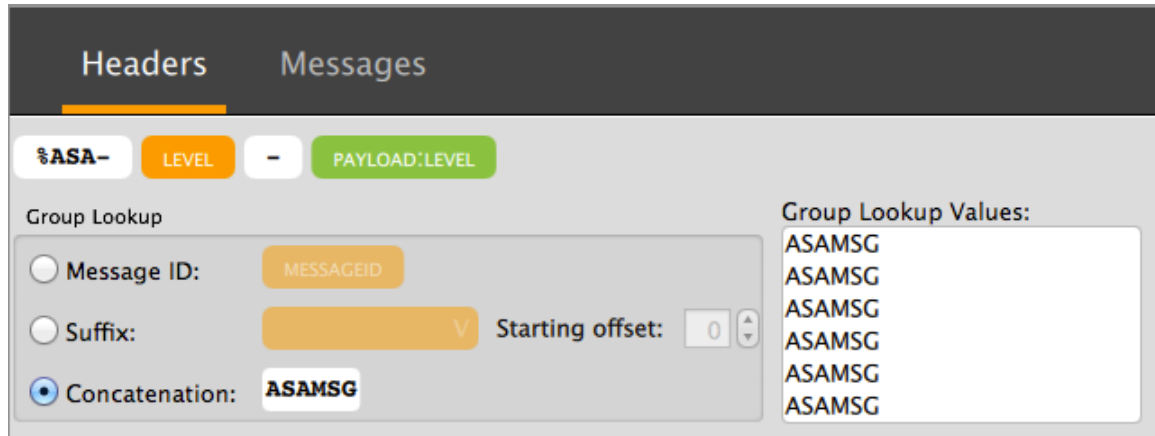 Headers Messages
%ASA- LEVEL - PAYLOAD:LEVEL
Group Lookup
Message ID: MESSAGEID
Suffix: V Starting offset: 0
Concatenation: ASAMSG
Group Lookup Values:
ASAMSG
ASAMSG
ASAMSG
ASAMSG
ASAMSG
ASAMSG